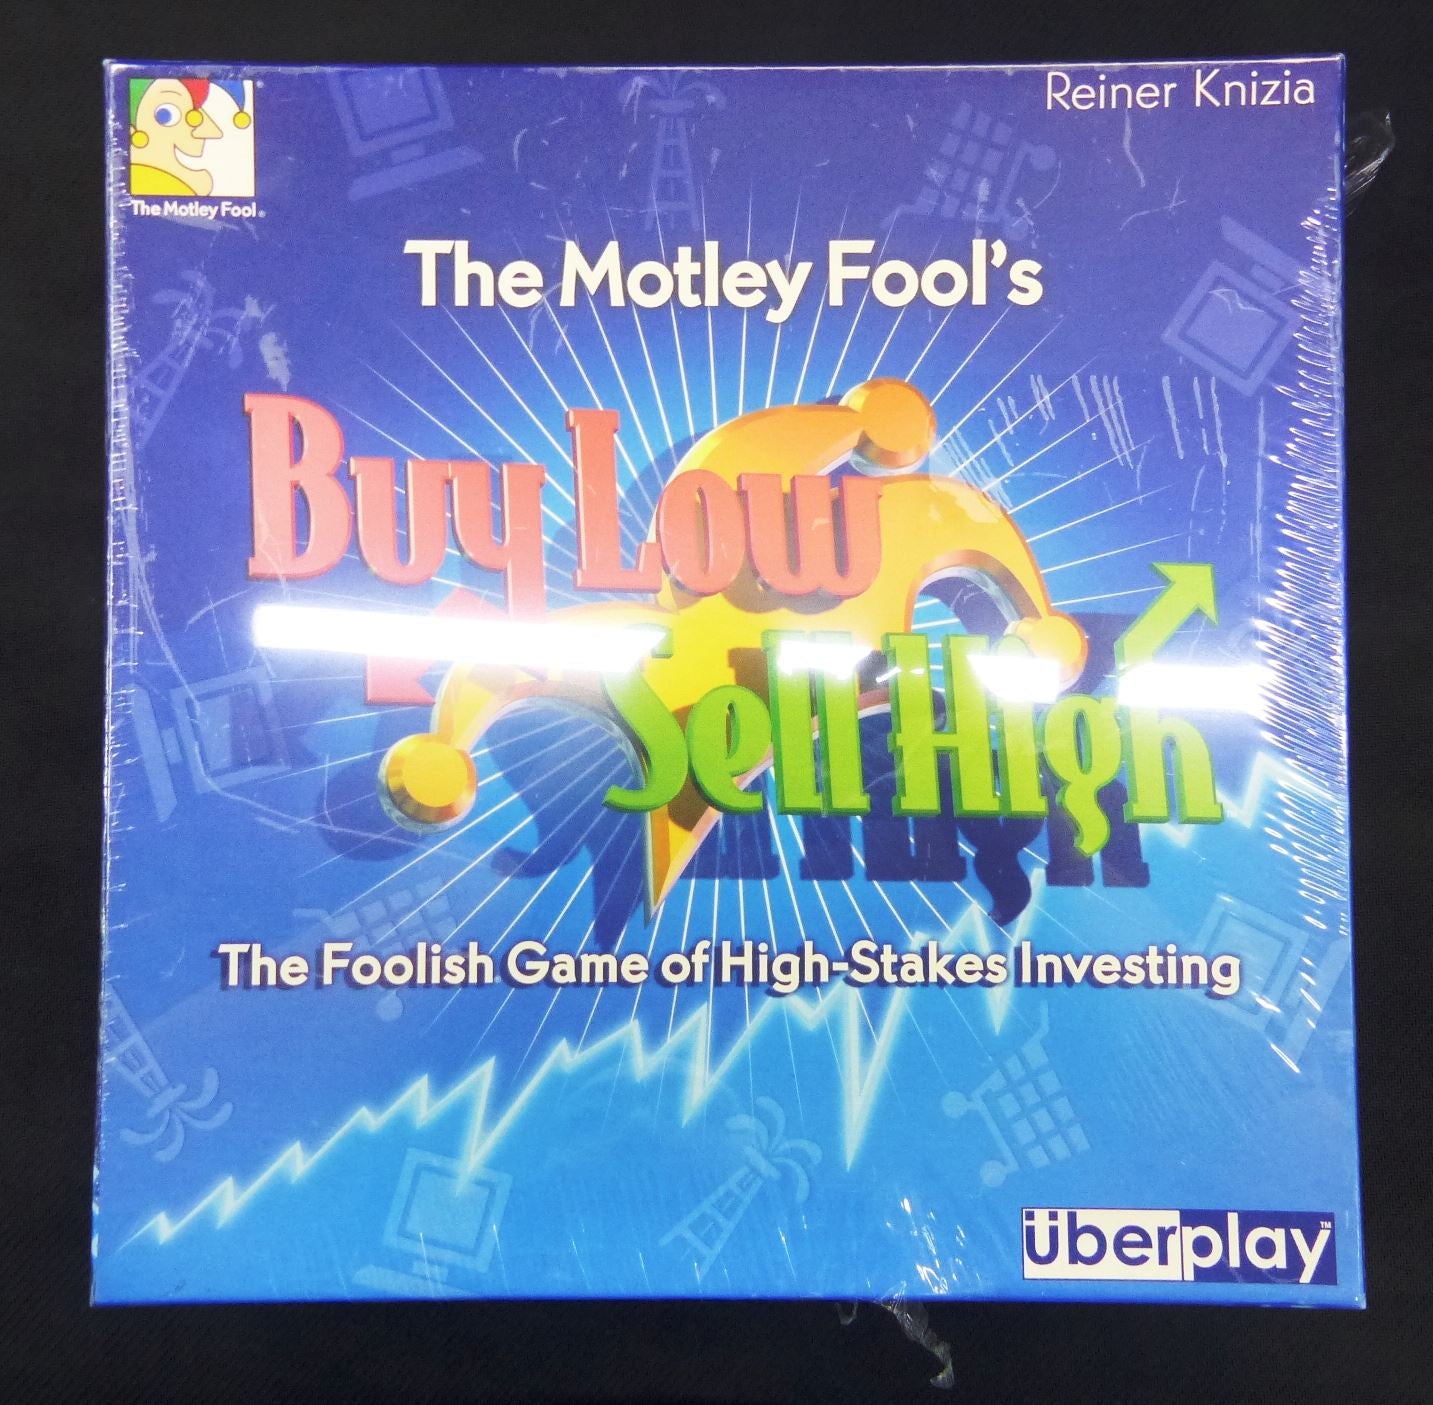 Reiner Knizia
The Motley Fool®
The Motley Fool's
Buy Low
Sell High
The Foolish Game of High-Stakes Investing
überplay™